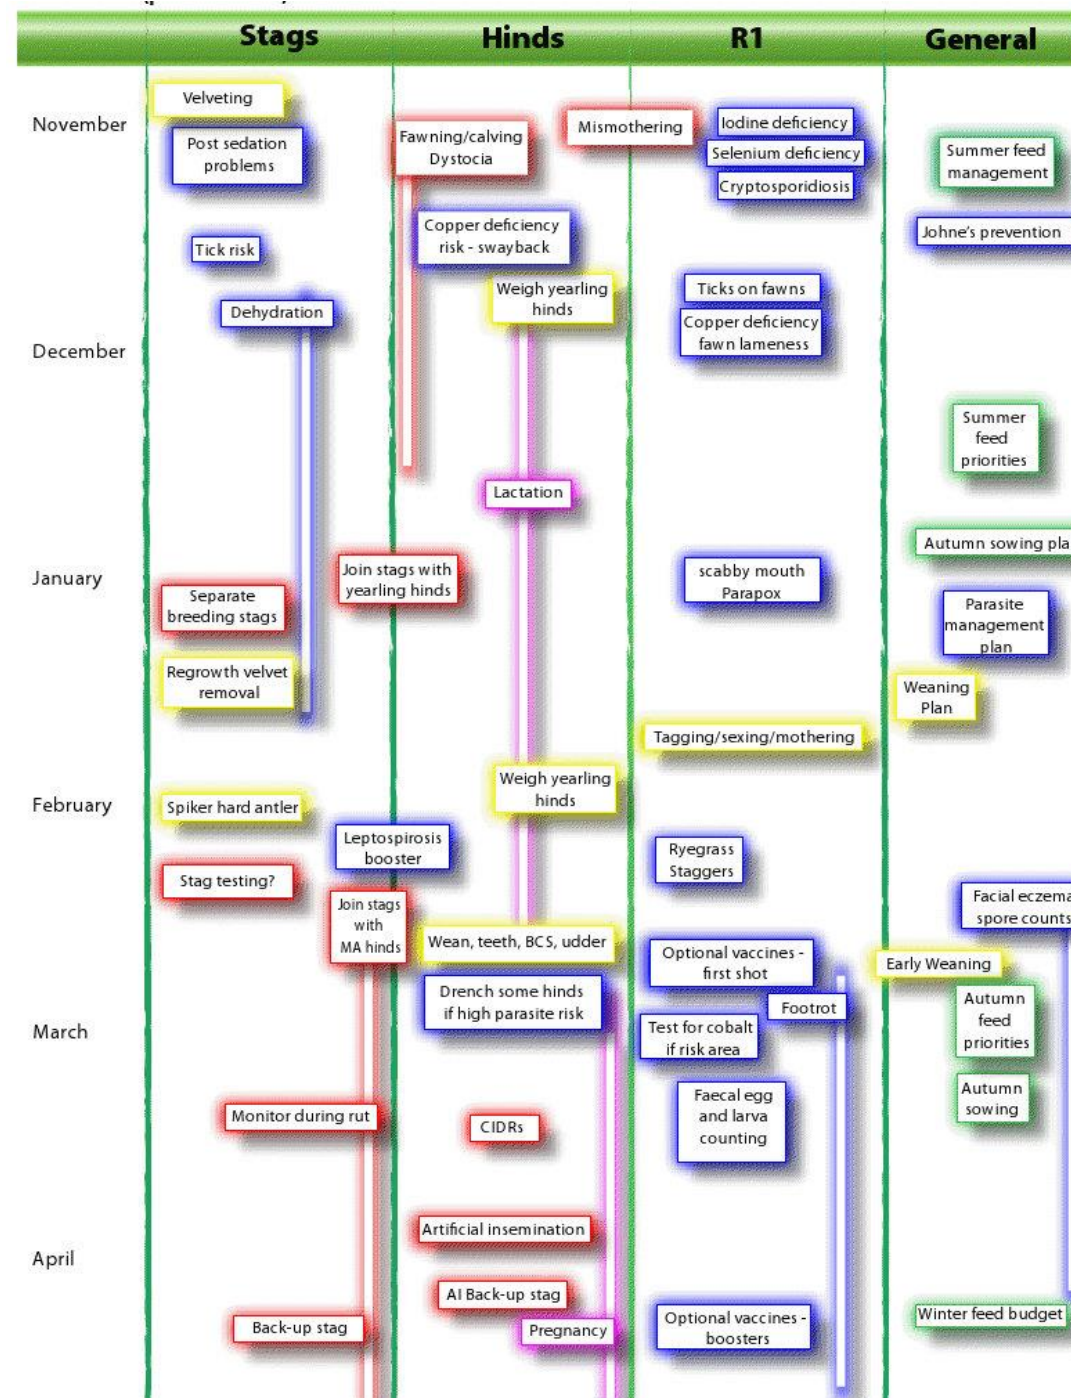 Stags
Hinds
R1
General
November
Velveting
Post sedation
problems
Fawning/calving
Dystocia
Mismothering
Iodine deficiency
Selenium deficiency
Cryptosporidiosis
Summer feed
management
Tick risk
Copper deficiency
risk - swayback
Johne's prevention
Dehydration
Weigh yearling
hinds
Ticks on fawns
Copper deficiency
fawn lameness
December
Summer
feed
priorities
Lactation
Autumn sowing pla
January
Join stags with
yearling hinds
Separate
breeding stags
scabby mouth
Parapox
Parasite
management
plan
Regrowth velvet
removal
Weaning
Plan
Tagging/sexing/mothering
February
Spiker hard antler
Weigh yearling
hinds
Leptospirosis
booster
Ryegrass
Staggers
Stag testing?
Join stags
with
MA hinds
Facial eczema
spore counts
Wean, teeth, BCS, udder
Optional vaccines -
first shot
Early Weaning
March
Drench some hinds
if high parasite risk
Footrot
Test for cobalt
if risk area
Autumn
feed
priorities
Autumn
sowing
Monitor during rut
CIDRs
Faecal egg
and larva
counting
April
Artificial insemination
AI Back-up stag
Back-up stag
Pregnancy
Optional vaccines -
boosters
Winter feed budget